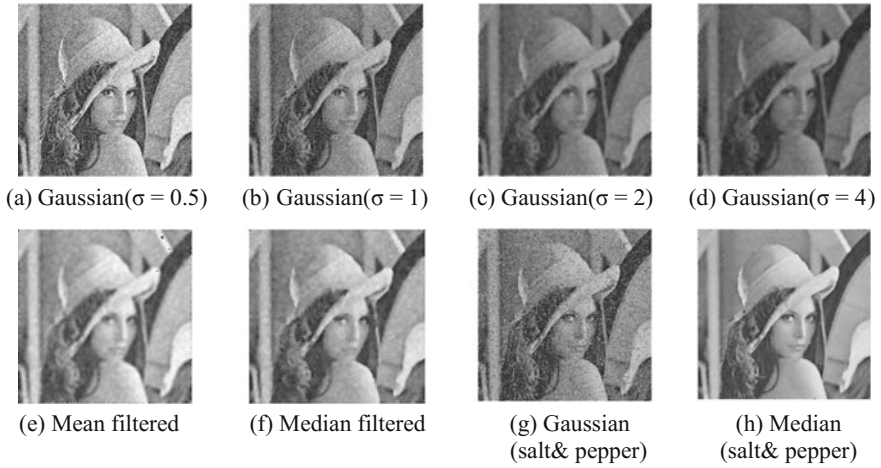 (a) Gaussian(σ = 0.5)
(b) Gaussian(σ = 1)
(c) Gaussian(σ = 2)
(d) Gaussian(σ = 4)
(e) Mean filtered
(f) Median filtered
(g) Gaussian
(salt& pepper)
(h) Median
(salt& pepper)